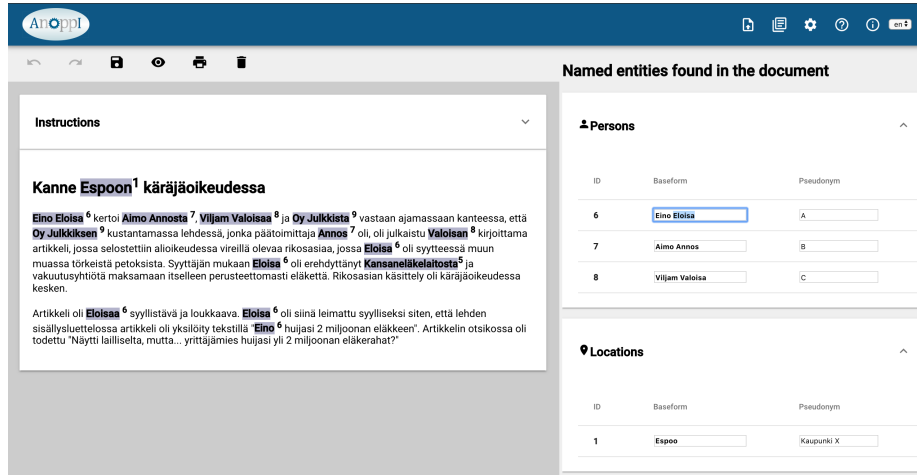 AnoppI
en
Named entities found in the document
Instructions
Kanne Espoon1 käräjäoikeudessa
Eino Eloisa 6 kertoi Aimo Annosta 7, Viljam Valoisaa 8 ja Oy Julkkista 9 vastaan ajamassaan kanteessa, että
Oy Julkkiksen 9 kustantamassa lehdessä, jonka päätoimittaja Annos 7 oli, oli julkaistu Valoisan 8 kirjoittama
artikkeli, jossa selostettiin alioikeudessa vireillä olevaa rikosasiaa, jossa Eloisa 6 oli syytteessä muun
muassa törkeistä petoksista. Syyttäjän mukaan Eloisa 6 oli erehdyttänyt Kansaneläkelaitosta5 ja
vakuutusyhtiötä maksamaan itselleen perusteettomasti eläkettä. Rikosasian käsittely oli käräjäoikeudessa
kesken.
Artikkeli oli Eloisaa 6 syyllistävä ja loukkaava. Eloisa 6 oli siinä leimattu syylliseksi siten, että lehden
sisällysluettelossa artikkeli oli yksilöity tekstillä "Eino 6 huijasi 2 miljoonan eläkkeen". Artikkelin otsikossa oli
todettu "Näytti lailliselta, mutta... yrittäjämies huijasi yli 2 miljoonan eläkerahat?"
Persons
ID Baseform Pseudonym
6 Eino Eloisa A
7 Aimo Annos B
8 Viljam Valoisa C
Locations
ID Baseform Pseudonym
1 Espoo Kaupunki X